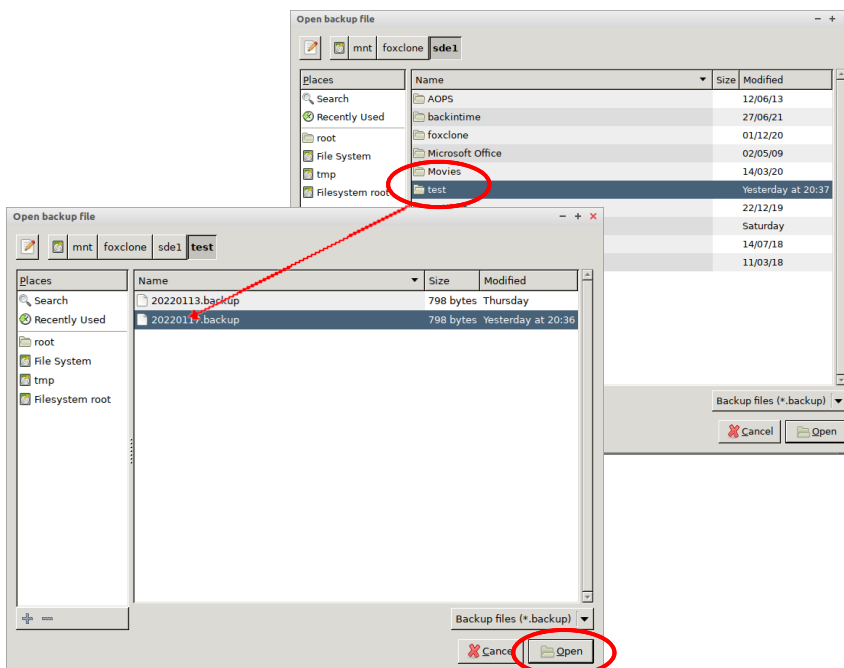 Open backup file
mnt foxclone sde1
Places Name Size Modified
Search AOPS 12/06/13
Recently Used backintime 27/06/21
root foxclone 01/12/20
File System Microsoft Office 02/05/09
tmp Movies 14/03/20
Filesystem root test Yesterday at 20:37
22/12/19
Saturday
14/07/18
11/03/18
Backup files (*.backup)
Cancel Open
Open backup file
mnt foxclone sde1 test
Places Name Size Modified
Search 20220113.backup 798 bytes Thursday
Recently Used 20220117.backup 798 bytes Yesterday at 20:36
root
File System
tmp
Filesystem root
Backup files (*.backup)
Cancel Open